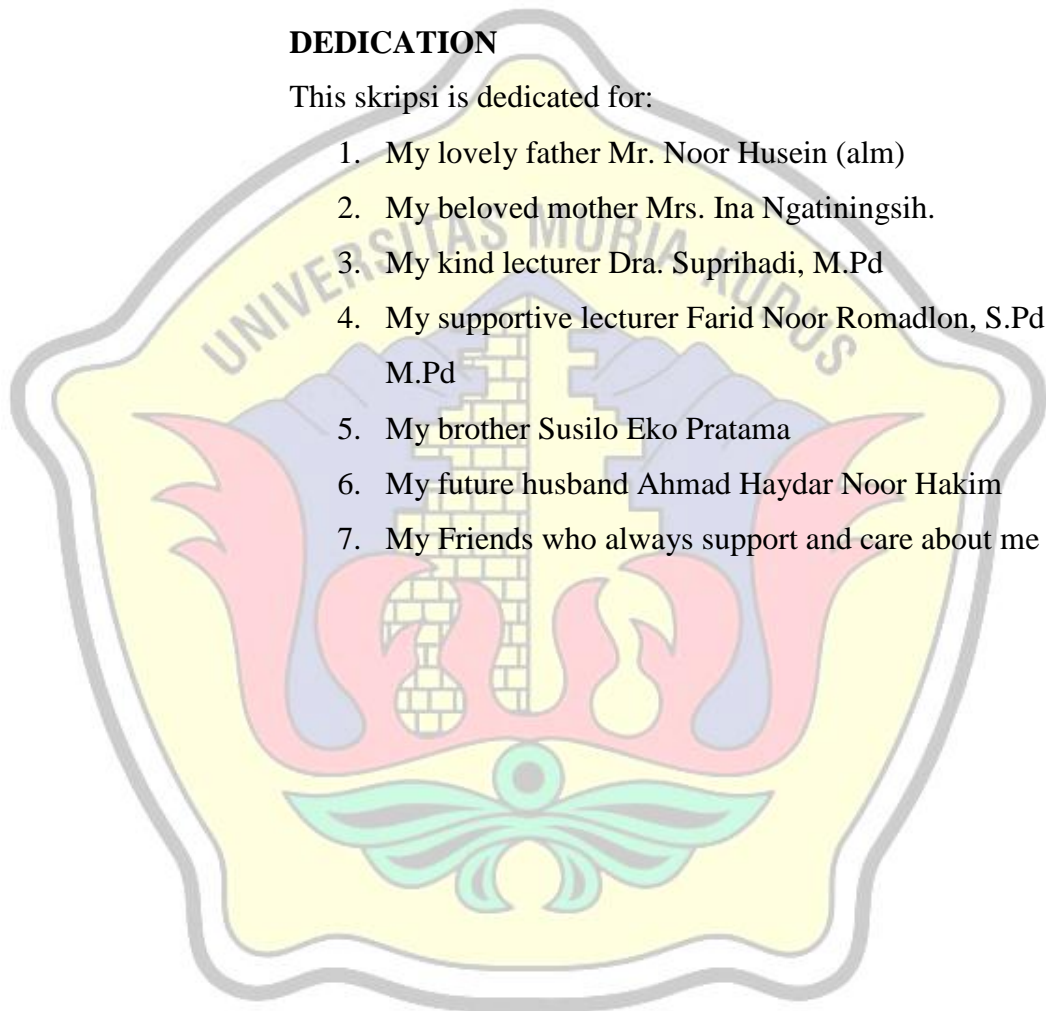 DEDICATION
This skripsi is dedicated for:
1. My lovely father Mr. Noor Husein (alm)
2. My beloved mother Mrs. Ina Ngatiningsih.
3. My kind lecturer Dra. Suprihadi, M.Pd
4. My supportive lecturer Farid Noor Romadlon, S.Pd
M.Pd
5. My brother Susilo Eko Pratama
6. My future husband Ahmad Haydar Noor Hakim
7. My Friends who always support and care about me
UNIVERSITAS MURIA KUDUS